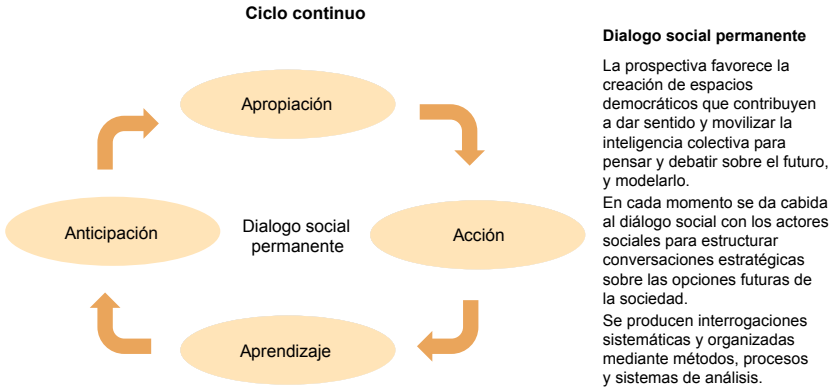 Ciclo continuo
Apropiación
Anticipación
Dialogo social
permanente
Acción
Aprendizaje
Dialogo social permanente
La prospectiva favorece la
creación de espacios
democráticos que contribuyen
a dar sentido y movilizar la
inteligencia colectiva para
pensar y debatir sobre el futuro,
y modelarlo.
En cada momento se da cabida
al diálogo social con los actores
sociales para estructurar
conversaciones estratégicas
sobre las opciones futuras de
la sociedad.
Se producen interrogaciones
sistemáticas y organizadas
mediante métodos, procesos
y sistemas de análisis.